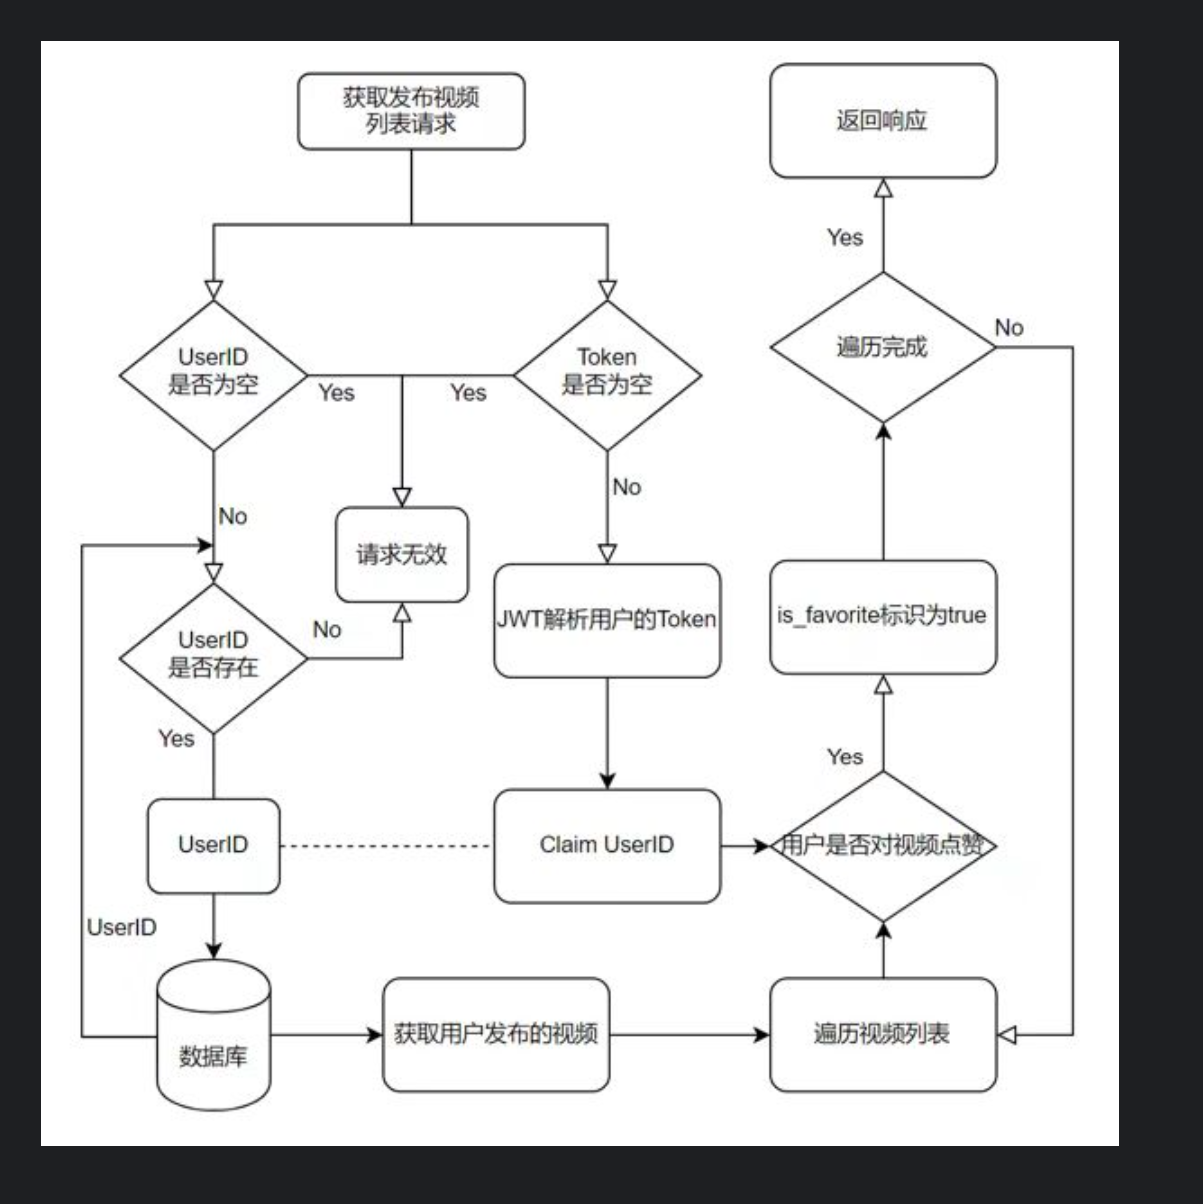 获取发布视频
列表请求
返回响应
Yes
遍历完成
No
UserID
是否为空
Yes
Yes
Token
是否为空
No
No
请求无效
JWT解析用户的Token
is_favorite标识为true
UserID
是否存在
No
Yes
Yes
UserID
Claim UserID
用户是否对视频点赞
UserID
数据库
获取用户发布的视频
遍历视频列表